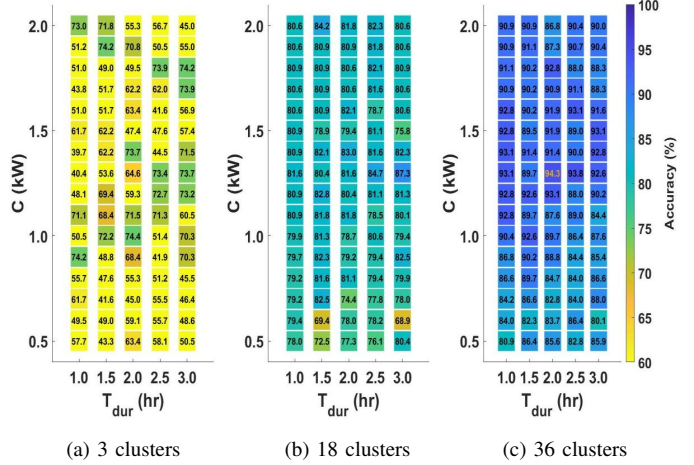 2.0
1.5
1.0
0.5
C (kW)
73.0 71.8 55.3 56.7 45.0
51.2 74.2 70.8 50.5 55.0
51.0 49.0 49.5 73.9 74.2
43.8 51.7 62.2 62.0 73.9
51.0 51.7 63.4 41.6 56.9
61.7 62.2 47.4 47.6 57.4
39.7 62.2 73.7 44.3 71.5
40.4 53.6 64.6 73.4 73.7
48.1 69.4 59.3 72.7 73.2
71.1 68.4 71.5 71.3 60.5
50.5 72.2 74.4 51.4 70.3
74.2 48.8 68.4 41.9 70.3
55.7 47.6 55.3 51.2 45.5
61.7 41.6 45.0 55.5 46.4
49.5 49.0 59.1 55.7 48.6
57.7 43.3 63.4 58.1 50.5
1.0 1.5 2.0 2.5 3.0
T_dur (hr)
(a) 3 clusters
2.0
1.5
1.0
0.5
C (kW)
80.6 84.2 81.8 82.3 80.6
80.6 80.9 80.9 81.8 80.6
80.9 80.9 80.6 82.1 80.9
80.6 80.6 80.9 81.8 80.6
80.9 80.9 82.1 78.7 80.6
80.9 78.9 79.4 81.1 75.8
80.9 82.1 83.0 81.6 82.3
81.6 80.4 81.6 84.7 87.3
80.9 82.8 80.4 81.1 81.3
80.9 81.8 81.8 78.5 80.1
79.9 81.3 78.7 80.6 79.4
79.7 82.3 79.2 79.4 82.5
79.2 81.6 81.1 79.4 79.9
79.2 82.5 74.4 77.8 78.0
79.4 69.4 78.0 78.2 68.9
78.0 72.5 77.3 76.1 80.4
1.0 1.5 2.0 2.5 3.0
T_dur (hr)
(b) 18 clusters
2.0
1.5
1.0
0.5
C (kW)
90.9 90.9 86.8 90.4 90.4
90.9 91.1 87.3 90.7 90.4
91.1 90.2 92.8 88.0 88.3
90.2 90.9 90.9 91.1 88.3
92.8 90.9 91.9 93.1 91.6
92.8 89.5 91.9 89.0 93.1
93.1 91.4 91.4 90.0 92.8
93.1 91.9 94.3 93.8 92.6
92.8 92.6 93.1 88.0 90.2
92.8 89.7 87.6 89.0 84.4
90.4 92.6 89.7 86.4 87.6
86.8 90.2 88.8 84.4 85.4
86.6 89.7 84.7 84.0 86.6
84.2 86.6 82.8 84.0 88.0
84.0 82.3 83.7 86.4 80.1
80.9 86.4 85.6 82.8 85.9
1.0 1.5 2.0 2.5 3.0
T_dur (hr)
(c) 36 clusters
100
95
90
85
80
75
70
65
60
Accuracy (%)